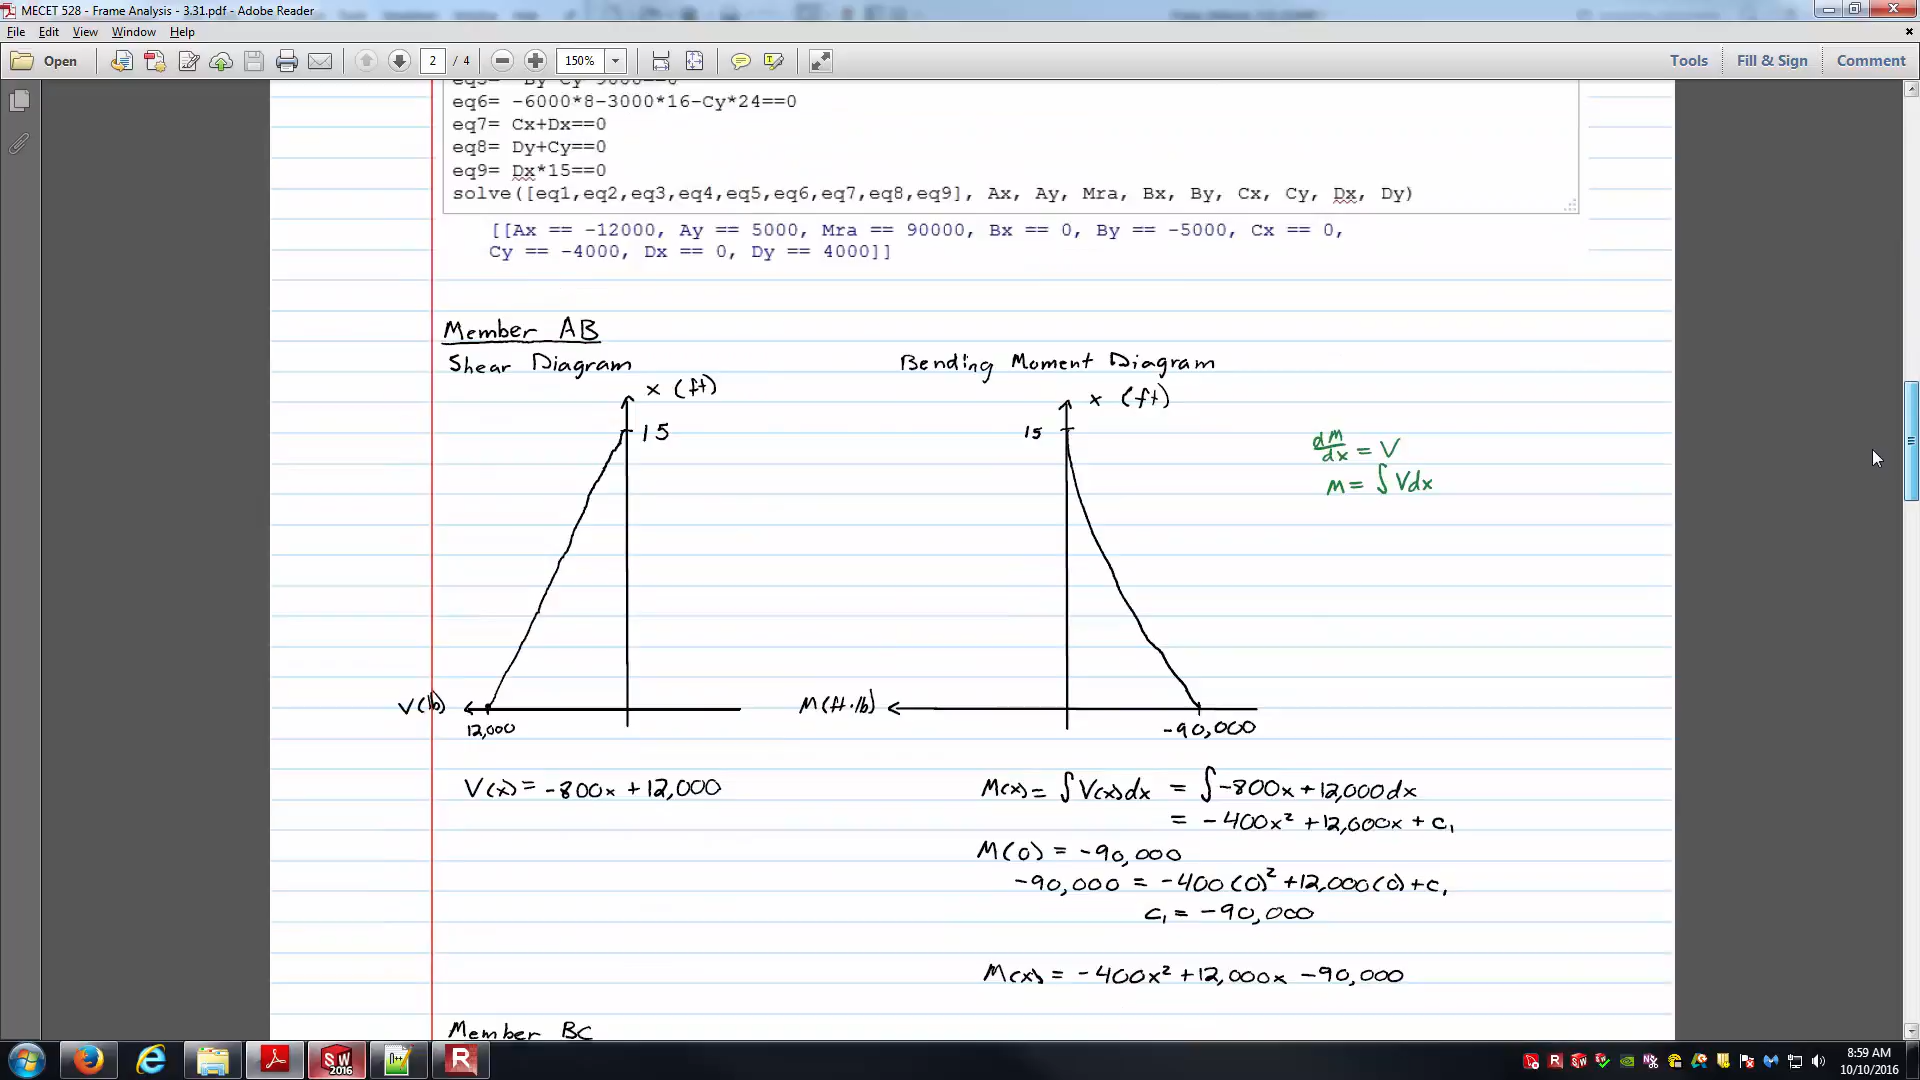 MECET 528 - Frame Analysis - 3.31.pdf - Adobe Reader
File Edit View Window Help
Open 2 / 4 150% Tools Fill & Sign Comment
eq6= -6000*8-3000*16-Cy*24==0
eq7= Cx+Dx==0
eq8= Dy+Cy==0
eq9= Dx*15==0
solve([eq1,eq2,eq3,eq4,eq5,eq6,eq7,eq8,eq9], Ax, Ay, Mra, Bx, By, Cx, Cy, Dx, Dy)
[[Ax == -12000, Ay == 5000, Mra == 90000, Bx == 0, By == -5000, Cx == 0,
Cy == -4000, Dx == 0, Dy == 4000]]
Member AB
Shear Diagram
Bending Moment Diagram
x (ft)
15
V(lb)
12,000
x (ft)
15
M(ft·lb)
-90,000
dM/dx = V
M = ∫Vdx
V(x) = -800x + 12,000
M(x) = ∫V(x)dx = ∫-800x + 12,000dx
= -400x² + 12,000x + c₁
M(0) = -90,000
-90,000 = -400(0)² + 12,000(0) + c₁
c₁ = -90,000
M(x) = -400x² + 12,000x - 90,000
Member BC
SW
2016
R
8:59 AM
10/10/2016